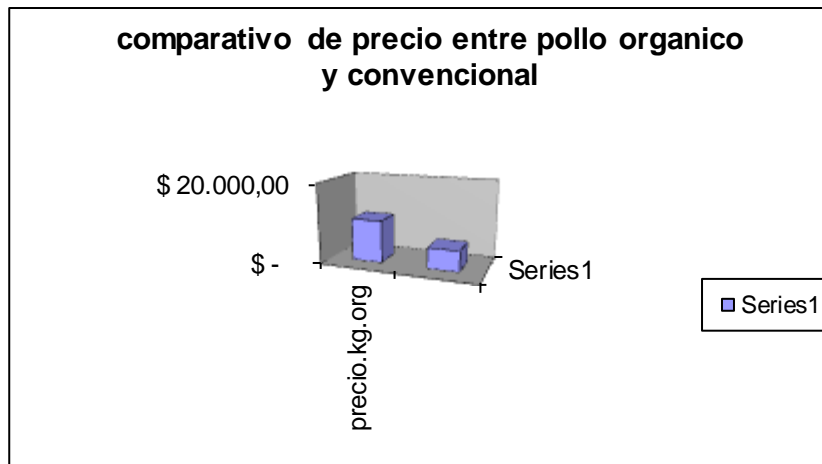 comparativo de precio entre pollo organico
y convencional
$ 20.000,00
$ -
precio.kg.org
Series1
Series1